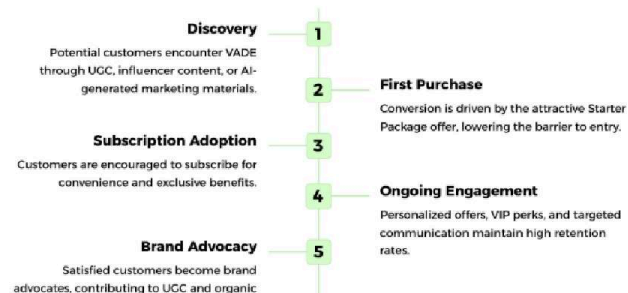 Discovery
1
Potential customers encounter VADE
through UGC, influencer content, or AI-
generated marketing materials.
2
First Purchase
Conversion is driven by the attractive Starter
Package offer, lowering the barrier to entry.
Subscription Adoption
3
Customers are encouraged to subscribe for
convenience and exclusive benefits.
4
Ongoing Engagement
Personalized offers, VIP perks, and targeted
communication maintain high retention
rates.
Brand Advocacy
5
Satisfied customers become brand
advocates, contributing to UGC and organic